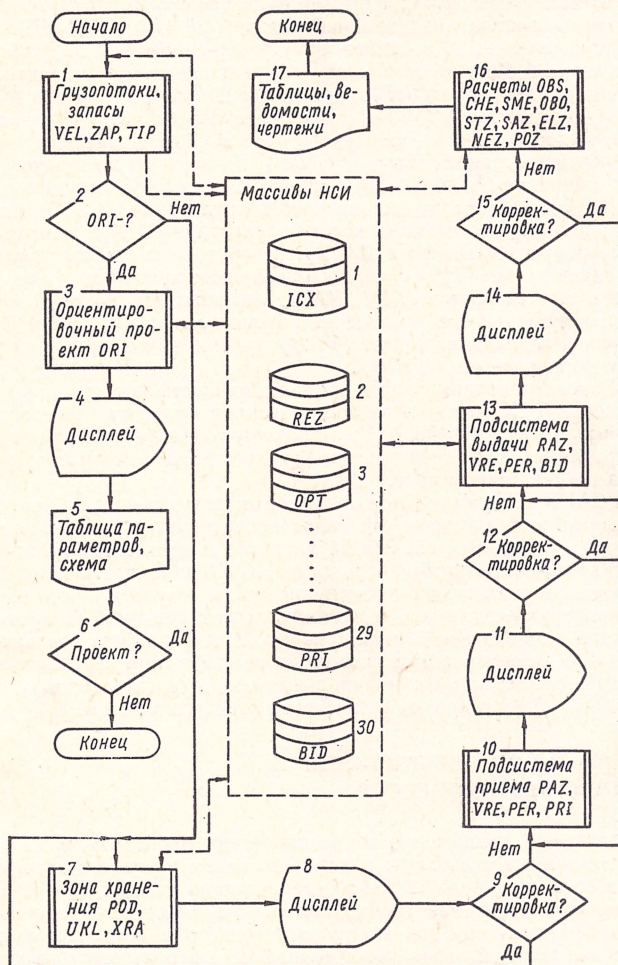 Начало
1
Грузопотоки,
запасы
VEL, ZAP, TIP
2
ORI-?
Нет
Да
3
Ориентиро-
вочный про-
ект ORI
4
Дисплей
5
Таблица па-
раметров,
схема
6
Проект?
Да
Нет
Конец
7
Зона хране-
ния POD,
UKL, XRA
8
Дисплей
9
Коррек-
тировка?
Нет
Да
10
Подсистема
приема PAZ,
VRE, PER, PRI
11
Дисплей
12
Коррек-
тировка?
Нет
Да
13
Подсистема
выдачи RAZ,
VRE, PER, BID
14
Дисплей
15
Коррек-
тировка?
Нет
Да
16
Расчеты OBS,
CHE, SME, OBO,
STZ, SAZ, ELZ,
NEZ, POZ
17
Таблицы, ве-
домости,
чертежи
Конец
Массивы НСИ
1
ICX
2
REZ
3
OPT
29
PRI
30
BID